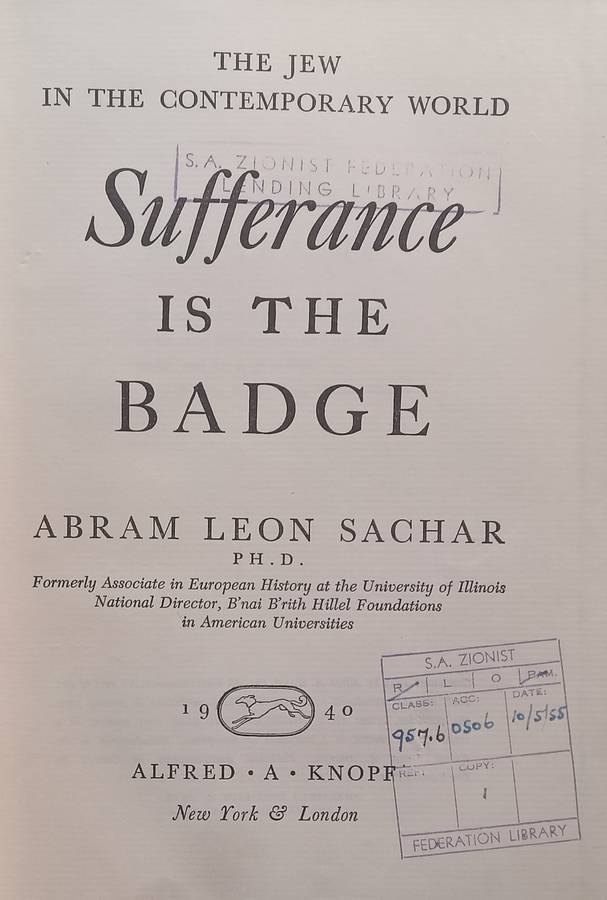 THE JEW
IN THE CONTEMPORARY WORLD
S.A. ZIONIST FEDERATION
LENDING LIBRARY
Sufferance
IS THE
BADGE
ABRAM LEON SACHAR
PH.D.
Formerly Associate in European History at the University of Illinois
National Director, B'nai B'rith Hillel Foundations
in American Universities
19 40
ALFRED · A · KNOPF
New York & London
S.A. ZIONIST
R L O PAM.
CLASS: ACC: DATE:
957.6 0506 10/5/55
REF: COPY:
1
FEDERATION LIBRARY